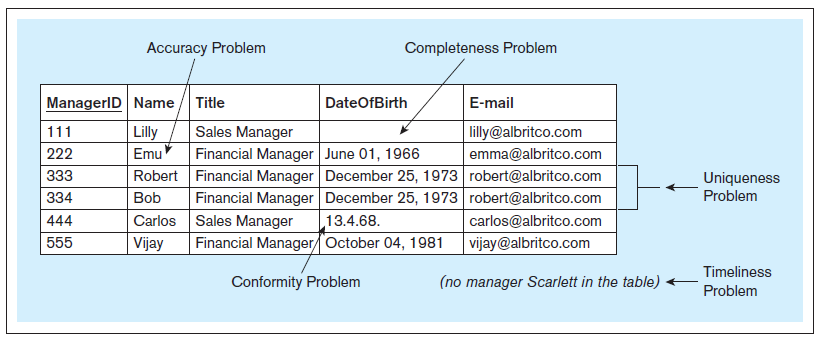 Accuracy Problem Completeness Problem
ManagerID Name Title DateOfBirth E-mail
111 Lilly Sales Manager lilly@albritco.com
222 Emu Financial Manager June 01, 1966 emma@albritco.com
333 Robert Financial Manager December 25, 1973 robert@albritco.com
334 Bob Financial Manager December 25, 1973 robert@albritco.com
444 Carlos Sales Manager 13.4.68. carlos@albritco.com
555 Vijay Financial Manager October 04, 1981 vijay@albritco.com
Uniqueness
Problem
Conformity Problem (no manager Scarlett in the table)
Timeliness
Problem